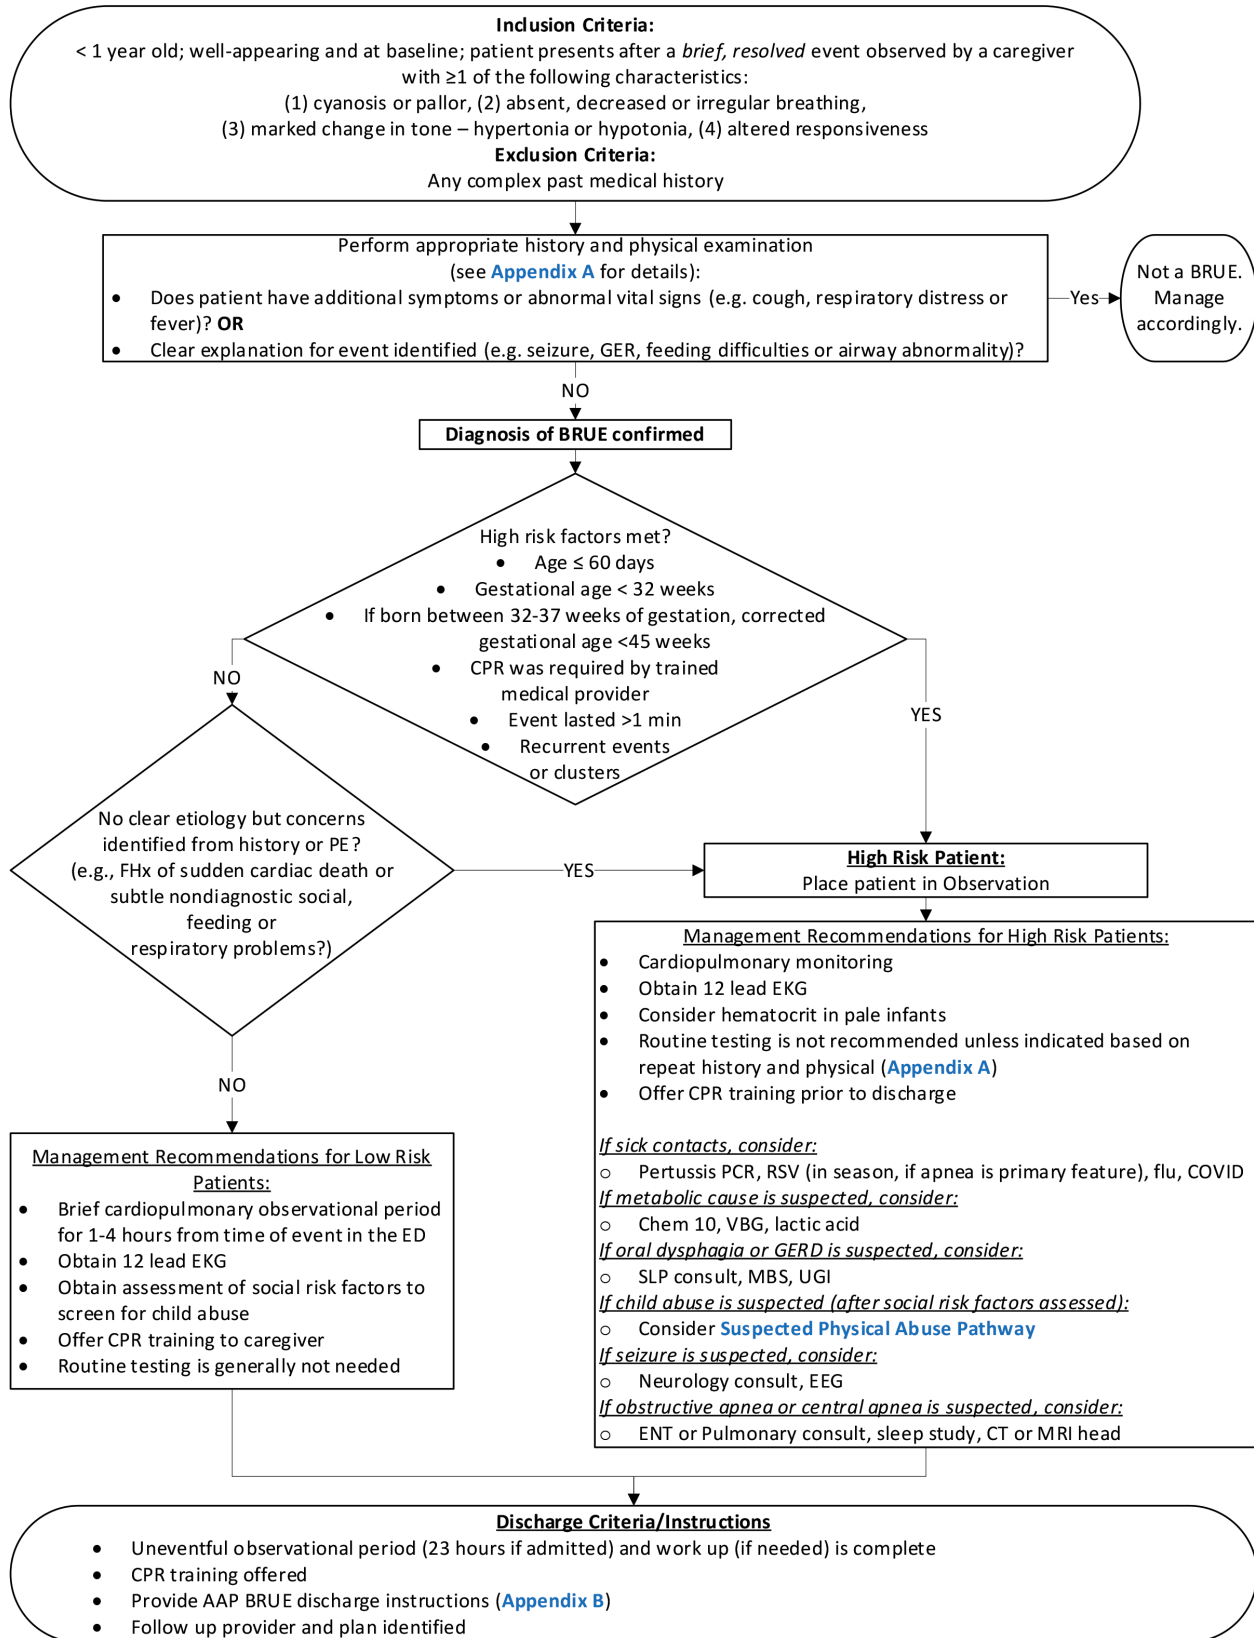 Inclusion Criteria:
< 1 year old; well-appearing and at baseline; patient presents after a brief, resolved event observed by a caregiver
with ≥1 of the following characteristics:
(1) cyanosis or pallor, (2) absent, decreased or irregular breathing,
(3) marked change in tone – hypertonia or hypotonia, (4) altered responsiveness
Exclusion Criteria:
Any complex past medical history
Perform appropriate history and physical examination
(see Appendix A for details):
• Does patient have additional symptoms or abnormal vital signs (e.g. cough, respiratory distress or
fever)? OR
• Clear explanation for event identified (e.g. seizure, GER, feeding difficulties or airway abnormality)?
Yes
Not a BRUE.
Manage
accordingly.
NO
Diagnosis of BRUE confirmed
High risk factors met?
• Age ≤ 60 days
• Gestational age < 32 weeks
• If born between 32-37 weeks of gestation, corrected
gestational age <45 weeks
• CPR was required by trained
medical provider
• Event lasted >1 min
• Recurrent events
or clusters
NO
YES
No clear etiology but concerns
identified from history or PE?
(e.g., FHx of sudden cardiac death or
subtle nondiagnostic social,
feeding or
respiratory problems?)
YES
High Risk Patient:
Place patient in Observation
NO
Management Recommendations for High Risk Patients:
• Cardiopulmonary monitoring
• Obtain 12 lead EKG
• Consider hematocrit in pale infants
• Routine testing is not recommended unless indicated based on
repeat history and physical (Appendix A)
• Offer CPR training prior to discharge
If sick contacts, consider:
o Pertussis PCR, RSV (in season, if apnea is primary feature), flu, COVID
If metabolic cause is suspected, consider:
o Chem 10, VBG, lactic acid
If oral dysphagia or GERD is suspected, consider:
o SLP consult, MBS, UGI
If child abuse is suspected (after social risk factors assessed):
o Consider Suspected Physical Abuse Pathway
If seizure is suspected, consider:
o Neurology consult, EEG
If obstructive apnea or central apnea is suspected, consider:
o ENT or Pulmonary consult, sleep study, CT or MRI head
Management Recommendations for Low Risk
Patients:
• Brief cardiopulmonary observational period
for 1-4 hours from time of event in the ED
• Obtain 12 lead EKG
• Obtain assessment of social risk factors to
screen for child abuse
• Offer CPR training to caregiver
• Routine testing is generally not needed
Discharge Criteria/Instructions
• Uneventful observational period (23 hours if admitted) and work up (if needed) is complete
• CPR training offered
• Provide AAP BRUE discharge instructions (Appendix B)
• Follow up provider and plan identified